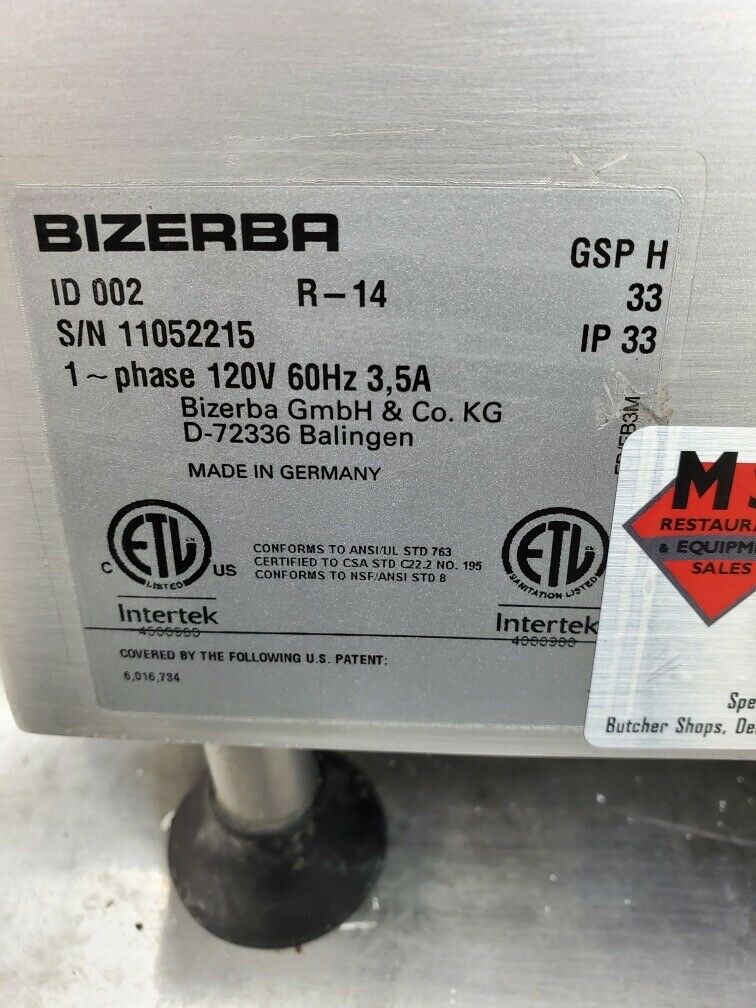 BIZERBA
GSP H
ID 002 R-14 33
S/N 11052215 IP 33
1~phase 120V 60Hz 3,5A
Bizerba GmbH & Co. KG
D-72336 Balingen
MADE IN GERMANY
ETL
LISTED
C US
Intertek
CONFORMS TO ANSI/UL STD 763
CERTIFIED TO CSA STD C22.2 NO. 195
CONFORMS TO NSF/ANSI STD 8
ETL
SANITATION LISTED
Intertek
COVERED BY THE FOLLOWING U.S. PATENT:
6,016,734
M
EQUIPM
SALES
Butcher Shops,